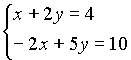 x + 2y = 4
− 2x + 5y = 10